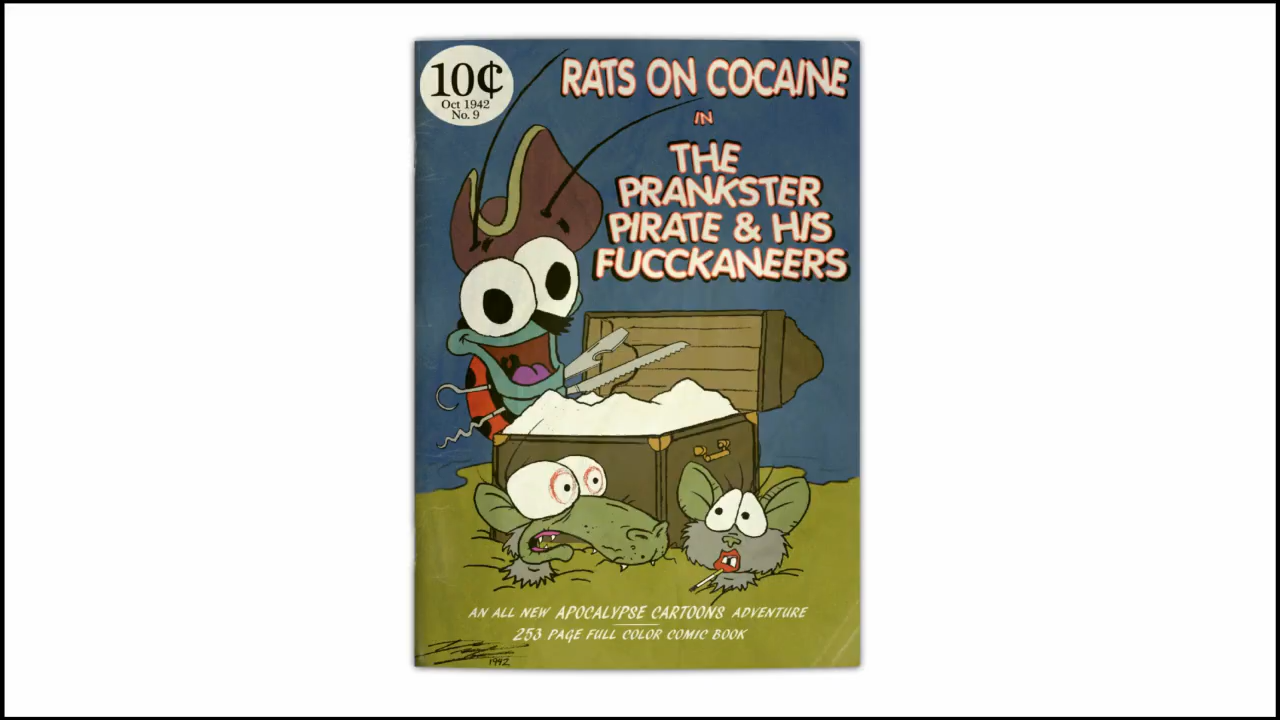 10¢
Oct 1942
No. 9
RATS ON COCAINE
IN
THE
PRANKSTER
PIRATE & HIS
FUCCKANEERS
AN ALL NEW APOCALYPSE CARTOONS ADVENTURE
253 PAGE FULL COLOR COMIC BOOK
1942